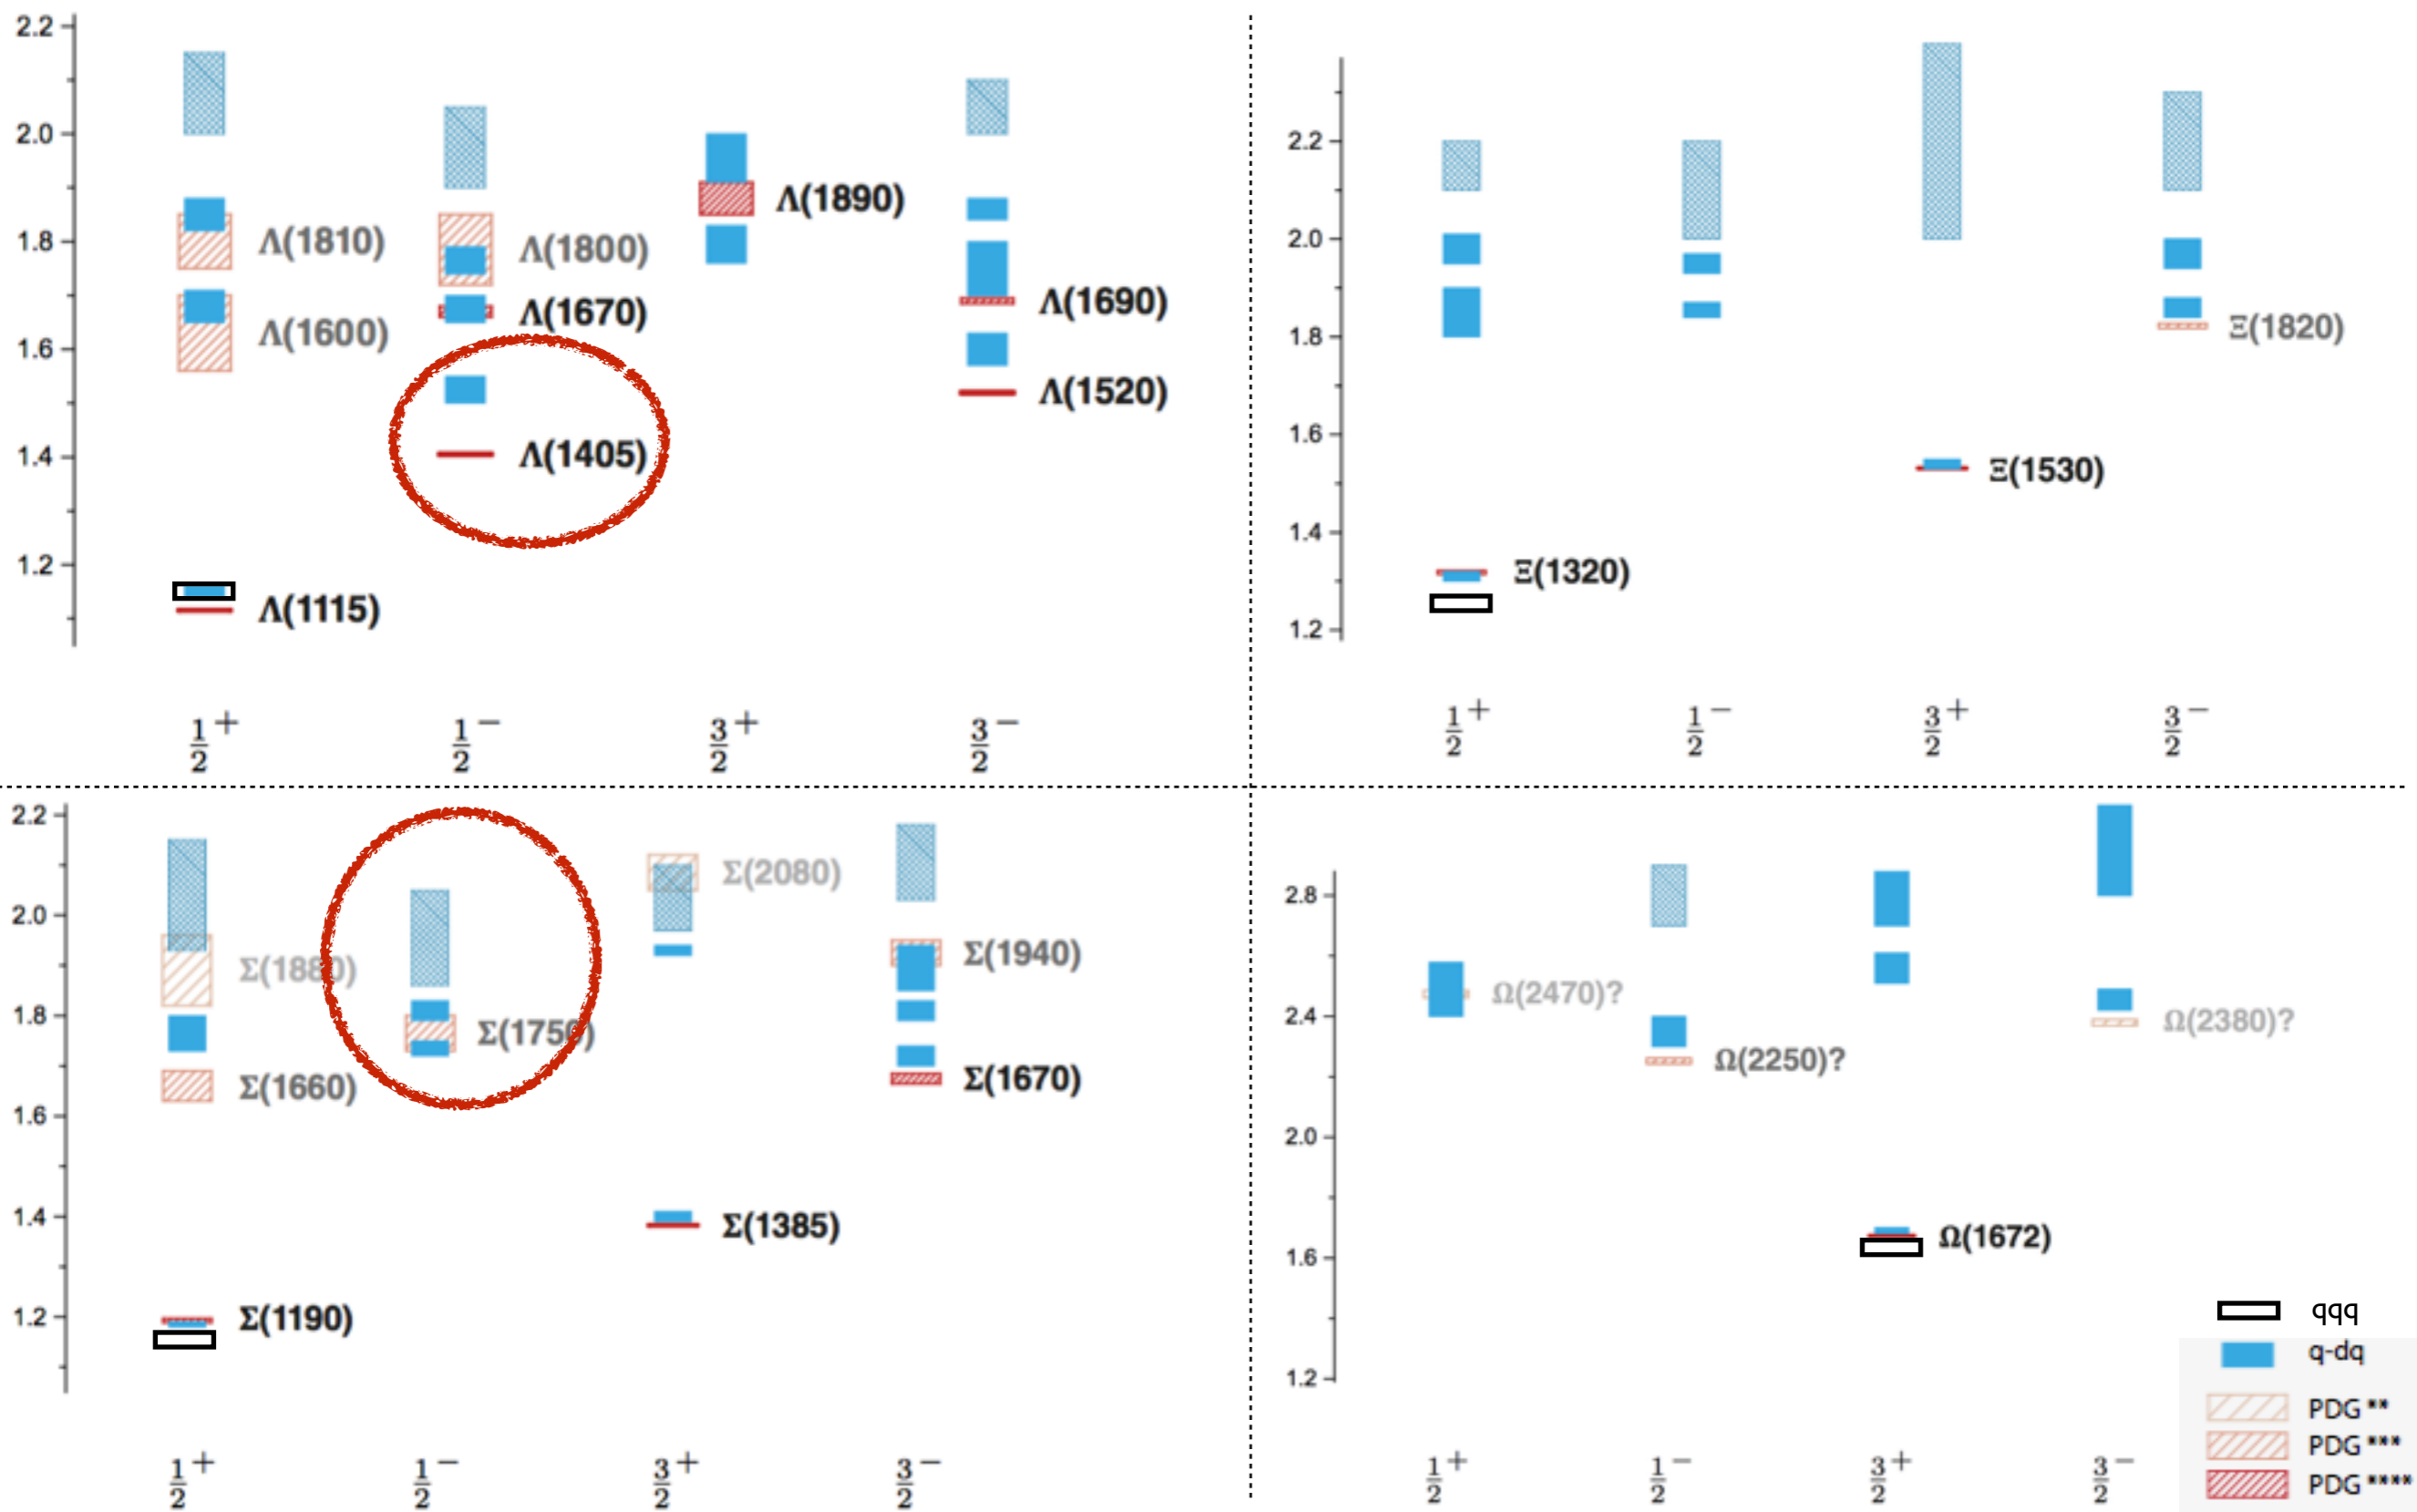 2.2
2.0
1.8
1.6
1.4
1.2
Λ(1810)
Λ(1600)
Λ(1115)
Λ(1800)
Λ(1670)
Λ(1405)
Λ(1890)
Λ(1690)
Λ(1520)
1/2+
1/2−
3/2+
3/2−
2.2
2.0
1.8
1.6
1.4
1.2
Ξ(1320)
Ξ(1530)
Ξ(1820)
1/2+
1/2−
3/2+
3/2−
2.2
2.0
1.8
1.6
1.4
1.2
Σ(1880)
Σ(1660)
Σ(1190)
Σ(1750)
Σ(2080)
Σ(1385)
Σ(1940)
Σ(1670)
1/2+
1/2−
3/2+
3/2−
2.8
2.4
2.0
1.6
1.2
Ω(2470)?
Ω(2250)?
Ω(1672)
Ω(2380)?
1/2+
1/2−
3/2+
3/2−
qqq
q-dq
PDG **
PDG ***
PDG ****